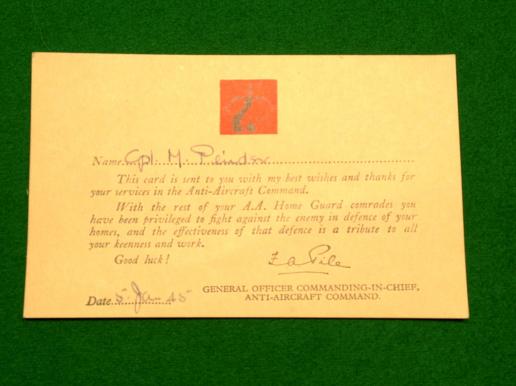 Name Cpl. M. Pinder
This card is sent to you with my best wishes and thanks for
your services in the Anti-Aircraft Command.
With the rest of your A.A. Home Guard comrades you
have been privileged to fight against the enemy in defence of your
homes, and the effectiveness of that defence is a tribute to all
your keenness and work.
Good luck!
F A Pile
GENERAL OFFICER COMMANDING-IN-CHIEF,
ANTI-AIRCRAFT COMMAND.
Date 5 Jan 45